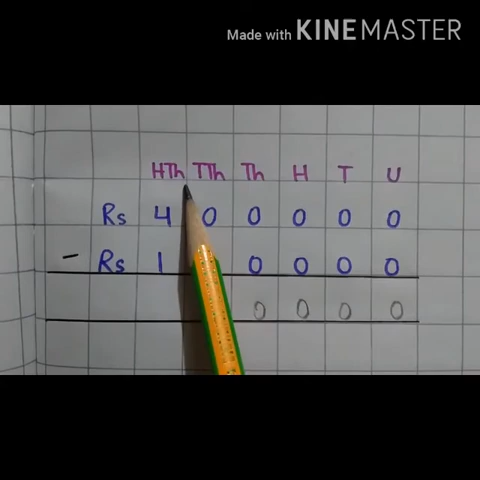 Made with KINEMASTER
HTh TTh Th H T U
Rs 4 0 0 0 0 0
- Rs 1 0 0 0 0
0 0 0 0